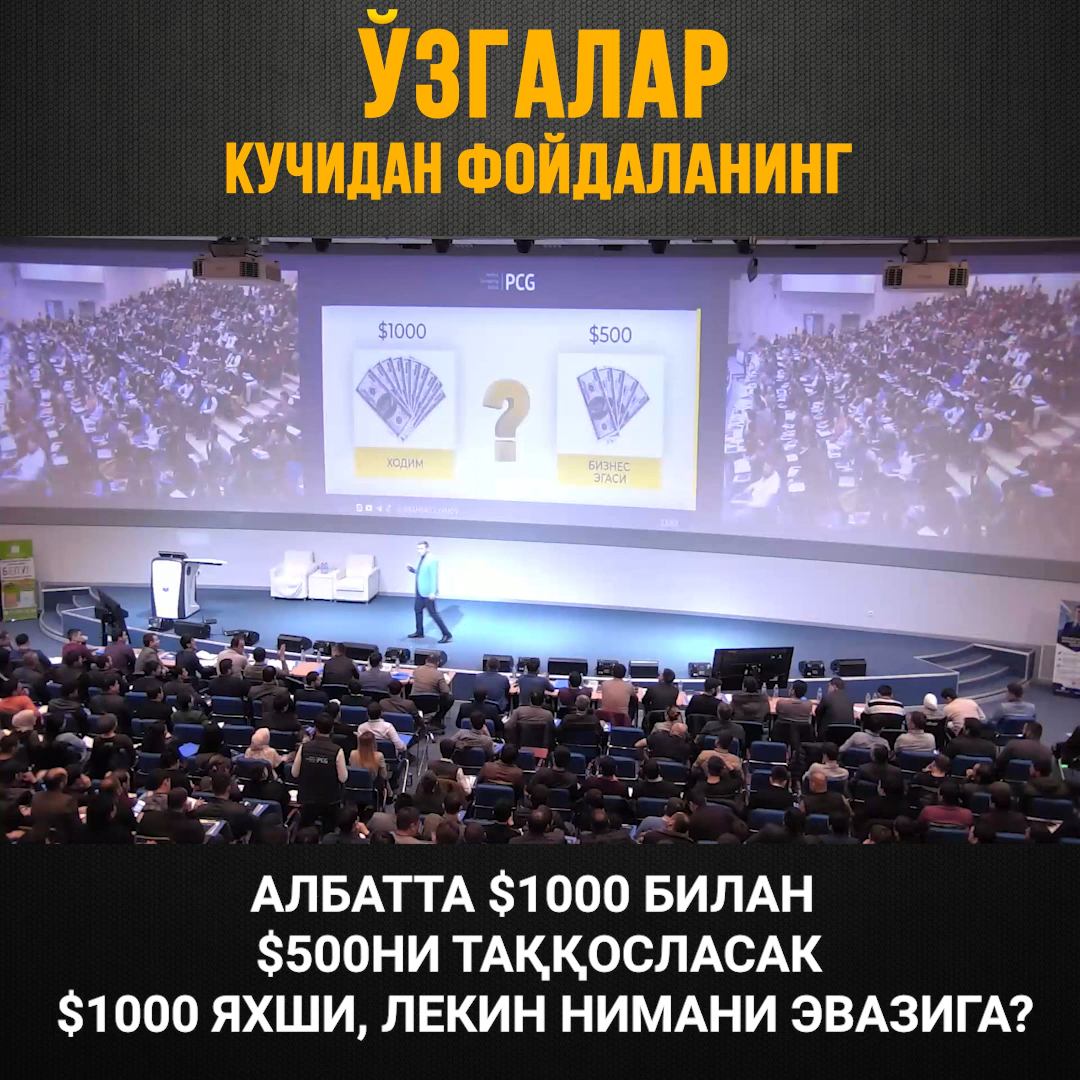 ЎЗГАЛАР
КУЧИДАН ФОЙДАЛАНИНГ
PCG
$1000
$500
ХОДИМ
БИЗНЕС
ЭГАСИ
PCG
АЛБАТТА $1000 БИЛАН
$500НИ ТАҚҚОСЛАСАК
$1000 ЯХШИ, ЛЕКИН НИМАНИ ЭВАЗИГА?